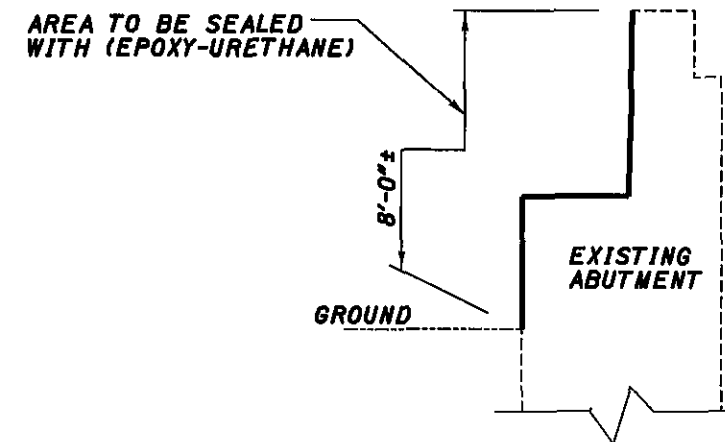 AREA TO BE SEALED
WITH (EPOXY-URETHANE)
8'-0"±
EXISTING
ABUTMENT
GROUND